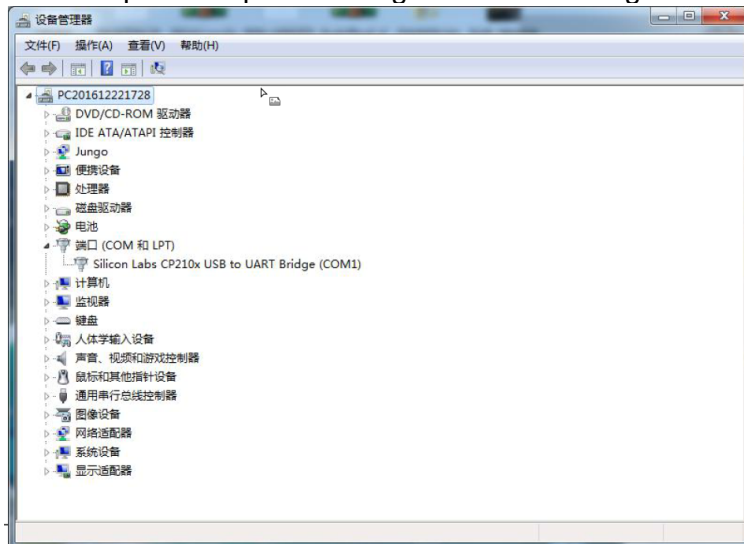 设备管理器
文件(F) 操作(A) 查看(V) 帮助(H)
PC201612221728
DVD/CD-ROM 驱动器
IDE ATA/ATAPI 控制器
Jungo
便携设备
处理器
磁盘驱动器
电池
端口 (COM 和 LPT)
Silicon Labs CP210x USB to UART Bridge (COM1)
计算机
监视器
键盘
人体学输入设备
声音、视频和游戏控制器
鼠标和其他指针设备
通用串行总线控制器
图像设备
网络适配器
系统设备
显示适配器